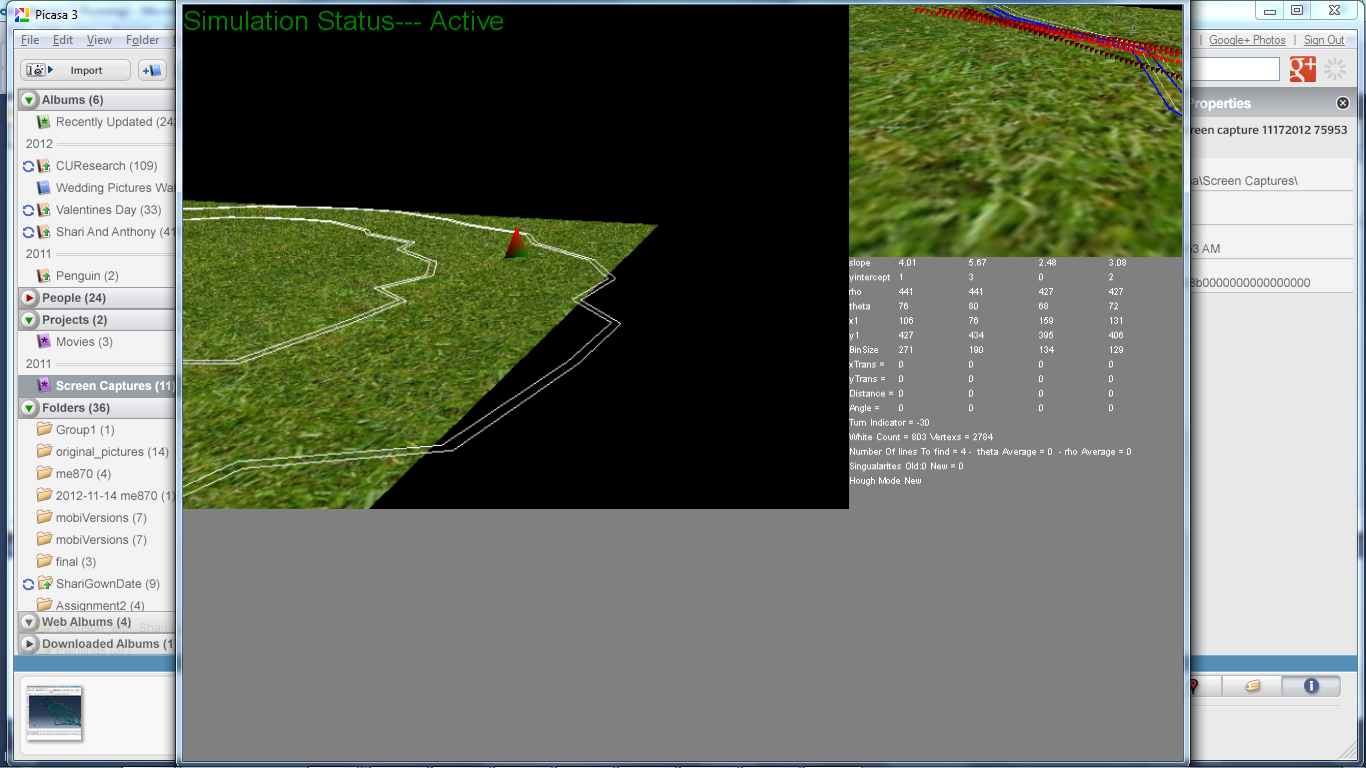 Picasa 3
File Edit View Folder
Import
Albums (6)
Recently Updated (24
2012
CUResearch (109)
Wedding Pictures Wa
Valentines Day (33)
Shari And Anthony (41
2011
Penguin (2)
People (24)
Projects (2)
Movies (3)
2011
Screen Captures (11)
Folders (36)
Group1 (1)
original_pictures (14)
me870 (4)
2012-11-14 me870 (1)
mobiVersions (7)
mobiVersions (7)
final (3)
ShariGownDate (9)
Assignment2 (4)
Web Albums (4)
Downloaded Albums (1
Simulation Status--- Active
slope 4.01 5.67 2.48 3.08
yintercept 1 3 0 2
rho 441 441 427 427
theta 76 80 68 72
x1 106 76 159 131
y1 427 434 395 406
BinSize 271 190 134 129
xTrans = 0 0 0 0
yTrans = 0 0 0 0
Distance = 0 0 0 0
Angle = 0 0 0 0
Turn Indicator = -30
White Count = 803 Vertexs = 2784
Number Of lines To find = 4 - theta Average = 0 - rho Average = 0
Singualarites Old:0 New = 0
Hough Mode New
Google+ Photos | Sign Out
Properties
reen capture 11172012 75953
a\Screen Captures\
3 AM
8b0000000000000000